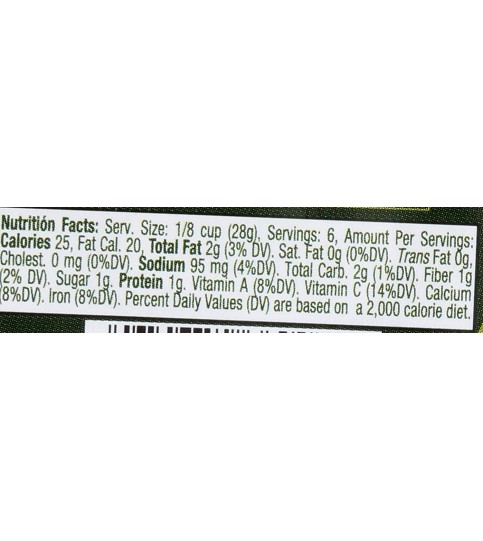 Nutritión Facts: Serv. Size: 1/8 cup (28g), Servings: 6, Amount Per Servings:
Calories 25, Fat Cal. 20, Total Fat 2g (3% DV). Sat. Fat 0g (0%DV). Trans Fat 0g,
Cholest. 0 mg (0%DV). Sodium 95 mg (4%DV). Total Carb. 2g (1%DV). Fiber 1g
(2% DV). Sugar 1g. Protein 1g. Vitamin A (8%DV). Vitamin C (14%DV). Calcium
(8%DV). Iron (8%DV). Percent Daily Values (DV) are based on a 2,000 calorie diet.